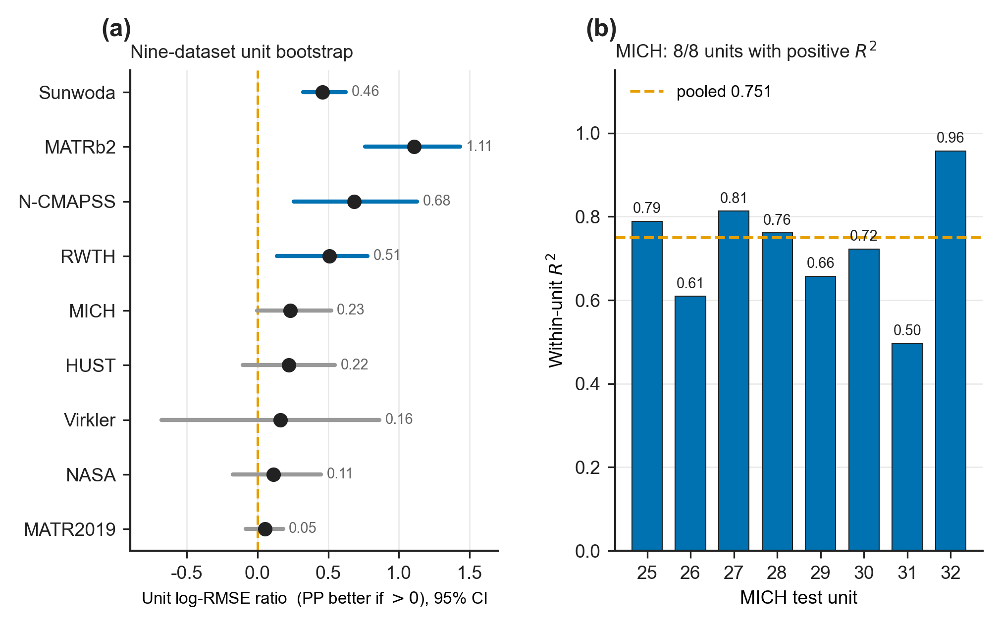 (a)
Nine-dataset unit bootstrap
Sunwoda
0.46
MATRb2
1.11
N-CMAPSS
0.68
RWTH
0.51
MICH
0.23
HUST
0.22
Virkler
0.16
NASA
0.11
MATR2019
0.05
-0.5 0.0 0.5 1.0 1.5
Unit log-RMSE ratio (PP better if > 0), 95% CI
(b)
MICH: 8/8 units with positive R²
pooled 0.751
Within-unit R²
1.0
0.8
0.6
0.4
0.2
0.0
0.79
0.61
0.81
0.76
0.66
0.72
0.50
0.96
25 26 27 28 29 30 31 32
MICH test unit